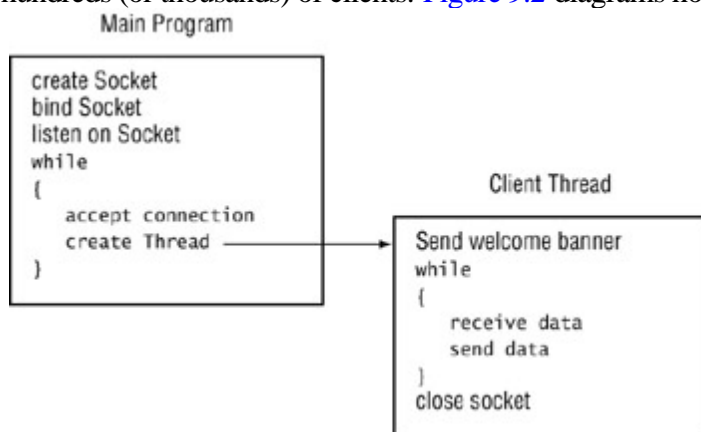 hundreds (or thousands) of clients. Figure 9.2 diagrams ho
Main Program
create Socket
bind Socket
listen on Socket
while
{
accept connection
create Thread
}
Client Thread
Send welcome banner
while
{
receive data
send data
}
close socket